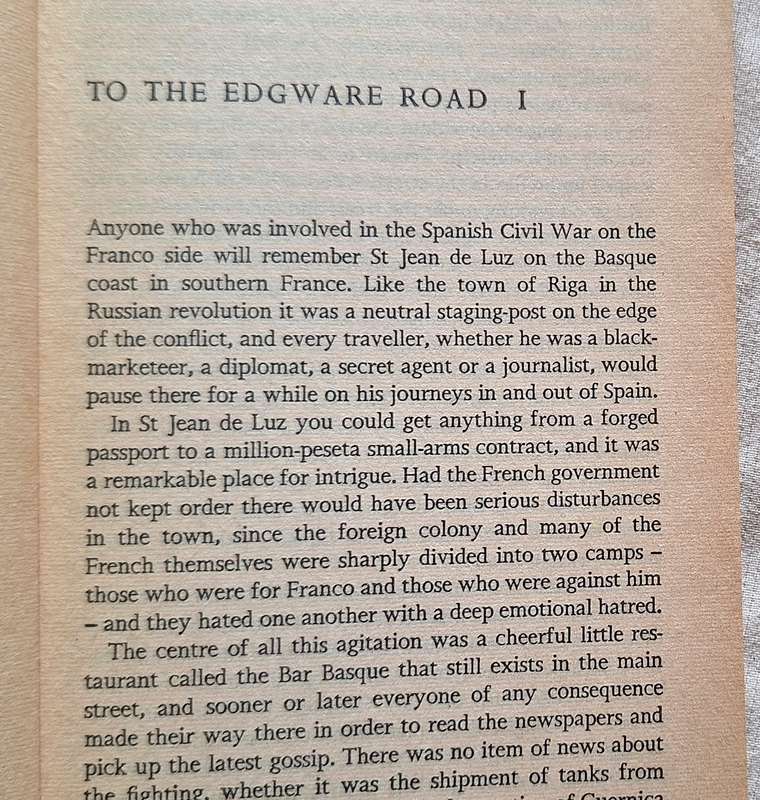 TO THE EDGWARE ROAD I
Anyone who was involved in the Spanish Civil War on the
Franco side will remember St Jean de Luz on the Basque
coast in southern France. Like the town of Riga in the
Russian revolution it was a neutral staging-post on the edge
of the conflict, and every traveller, whether he was a black-
marketeer, a diplomat, a secret agent or a journalist, would
pause there for a while on his journeys in and out of Spain.
In St Jean de Luz you could get anything from a forged
passport to a million-peseta small-arms contract, and it was
a remarkable place for intrigue. Had the French government
not kept order there would have been serious disturbances
in the town, since the foreign colony and many of the
French themselves were sharply divided into two camps –
those who were for Franco and those who were against him
– and they hated one another with a deep emotional hatred.
The centre of all this agitation was a cheerful little res-
taurant called the Bar Basque that still exists in the main
street, and sooner or later everyone of any consequence
made their way there in order to read the newspapers and
pick up the latest gossip. There was no item of news about
the fighting, whether it was the shipment of tanks from
of Guernica